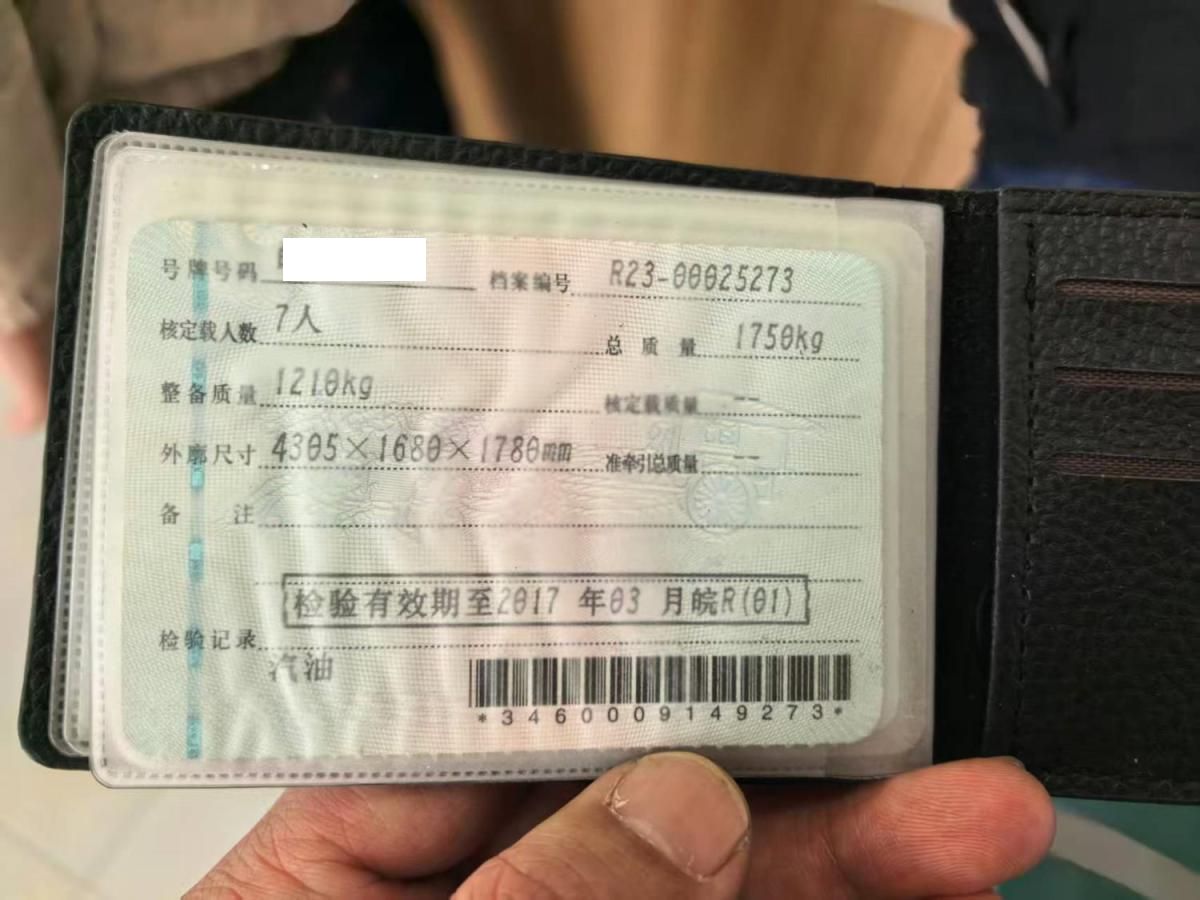 号牌号码 档案编号 R23-00025273
核定载人数 7人 总质量 1750kg
整备质量 1210kg 核定载质量 --
外廓尺寸 4305×1680×1780mm 准牵引总质量 --
备注
检验有效期至2017年03月皖R(01)
检验记录
汽油
*3460009149273*